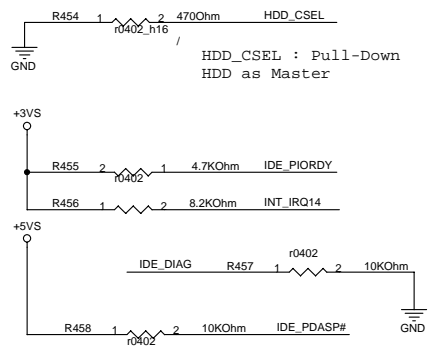 R454 1 2 470Ohm HDD_CSEL
r0402_h16
/
GND
HDD_CSEL : Pull-Down
HDD as Master
+3VS
R455 2 1 4.7KOhm IDE_PIORDY
r0402
R456 1 2 8.2KOhm INT_IRQ14
+5VS
r0402
IDE_DIAG R457 1 2 10KOhm
GND
R458 1 2 10KOhm IDE_PDASP#
r0402